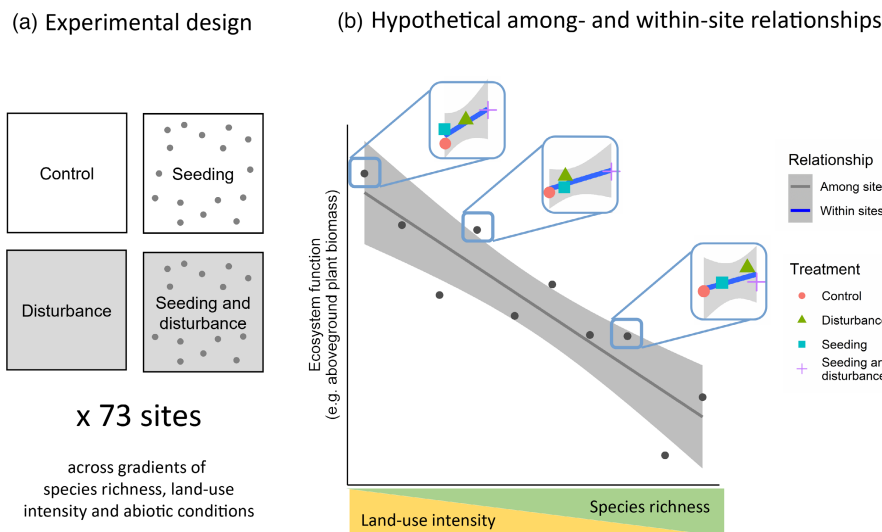 (a) Experimental design
Control
Seeding
Disturbance
Seeding and
disturbance
x 73 sites
across gradients of
species richness, land-use
intensity and abiotic conditions
(b) Hypothetical among- and within-site relationships
Ecosystem function
(e.g. aboveground plant biomass)
Species richness
Land-use intensity
Relationship
Among site
Within sites
Treatment
Control
Disturbance
Seeding
Seeding an
disturbanc